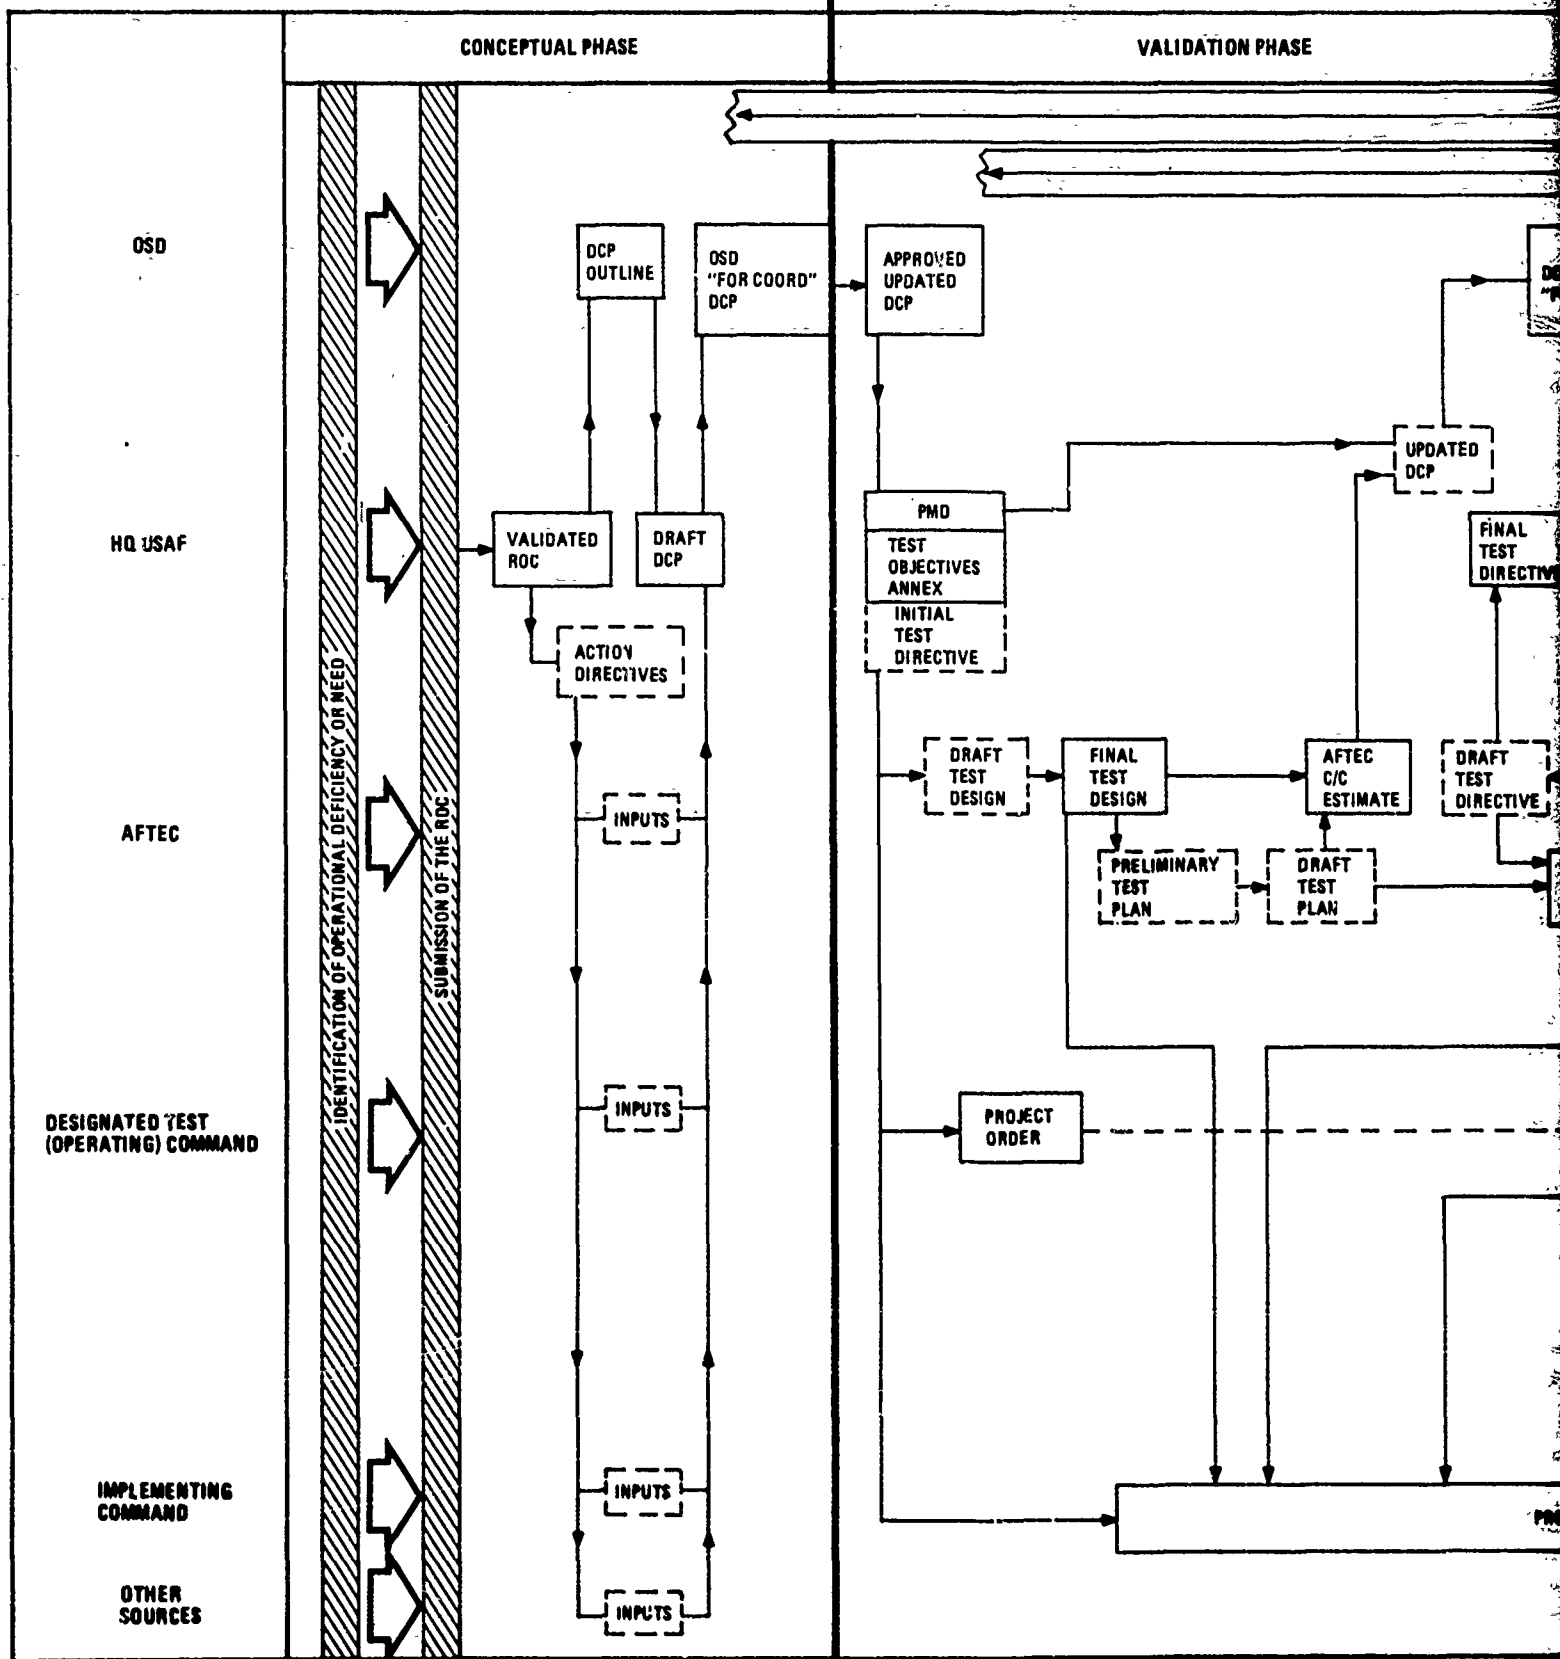 CONCEPTUAL PHASE
VALIDATION PHASE
OSD
DCP
OUTLINE
OSD
"FOR COORD"
DCP
APPROVED
UPDATED
DCP
UPDATED
DCP
HQ USAF
VALIDATED
ROC
DRAFT
DCP
PMD
TEST
OBJECTIVES
ANNEX
INITIAL
TEST
DIRECTIVE
FINAL
TEST
DIRECTIVE
ACTION
DIRECTIVES
IDENTIFICATION OF OPERATIONAL DEFICIENCY OR NEED
SUBMISSION OF THE ROC
AFTEC
INPUTS
DRAFT
TEST
DESIGN
FINAL
TEST
DESIGN
AFTEC
C/C
ESTIMATE
DRAFT
TEST
DIRECTIVE
PRELIMINARY
TEST
PLAN
DRAFT
TEST
PLAN
DESIGNATED TEST
(OPERATING) COMMAND
INPUTS
PROJECT
ORDER
IMPLEMENTING
COMMAND
INPUTS
OTHER
SOURCES
INPUTS